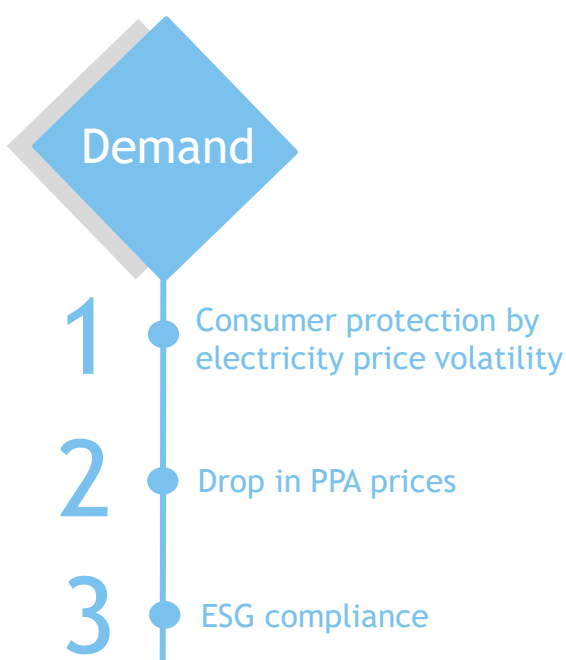 Demand
1
Consumer protection by
electricity price volatility
2
Drop in PPA prices
3
ESG compliance